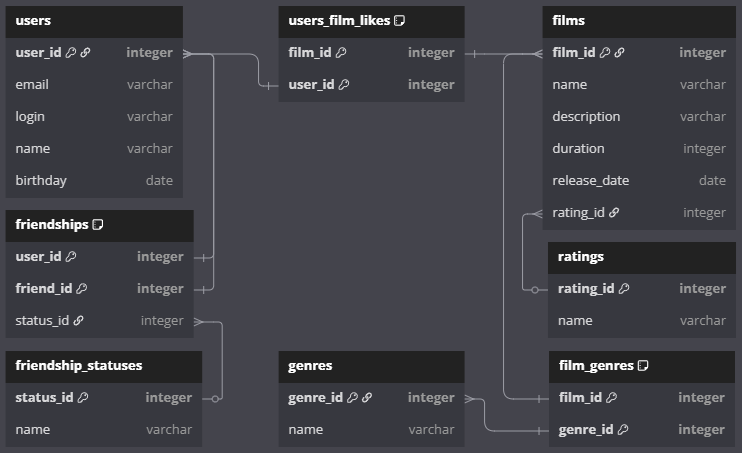 users
user_id integer
email varchar
login varchar
name varchar
birthday date
users_film_likes
film_id integer
user_id integer
films
film_id integer
name varchar
description varchar
duration integer
release_date date
rating_id integer
friendships
user_id integer
friend_id integer
status_id integer
ratings
rating_id integer
name varchar
friendship_statuses
status_id integer
name varchar
genres
genre_id integer
name varchar
film_genres
film_id integer
genre_id integer